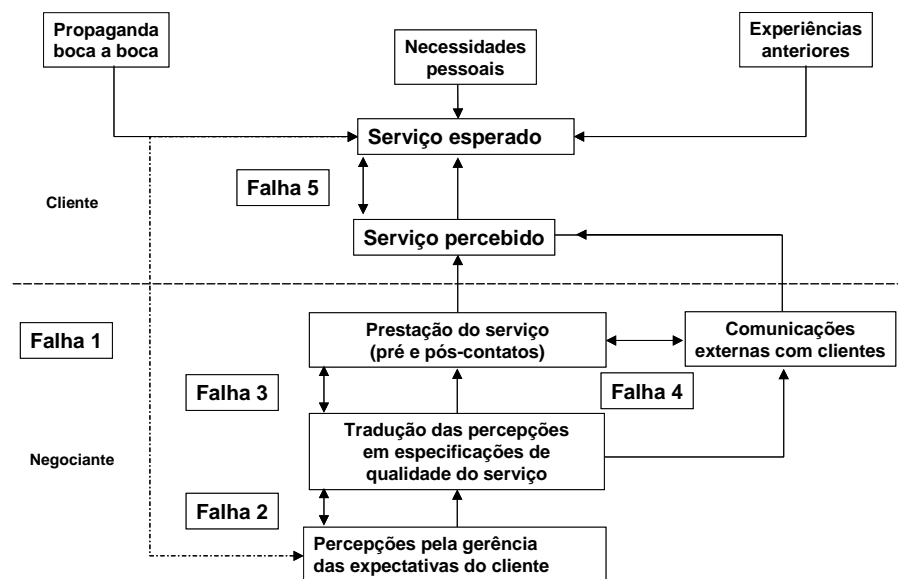 Propaganda
boca a boca
Necessidades
pessoais
Experiências
anteriores
Serviço esperado
Falha 5
Cliente
Serviço percebido
Falha 1
Prestação do serviço
(pré e pós-contatos)
Comunicações
externas com clientes
Falha 3
Falha 4
Tradução das percepções
em especificações de
qualidade do serviço
Negociante
Falha 2
Percepções pela gerência
das expectativas do cliente